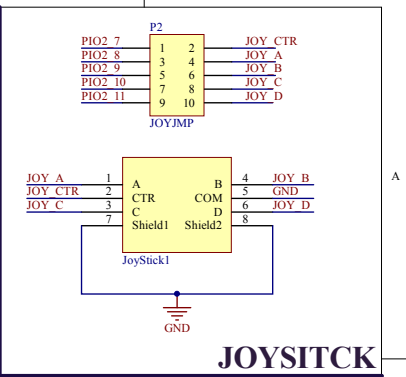 P2
PIO2_7 1 2 JOY_CTR
PIO2_8 3 4 JOY_A
PIO2_9 5 6 JOY_B
PIO2_10 7 8 JOY_C
PIO2_11 9 10 JOY_D
JOYJMP
JOY_A 1 A B 4 JOY_B
JOY_CTR 2 CTR COM 5 GND
JOY_C 3 C D 6 JOY_D
7 Shield1 Shield2 8
JoyStick1
GND
JOYSITCK
A